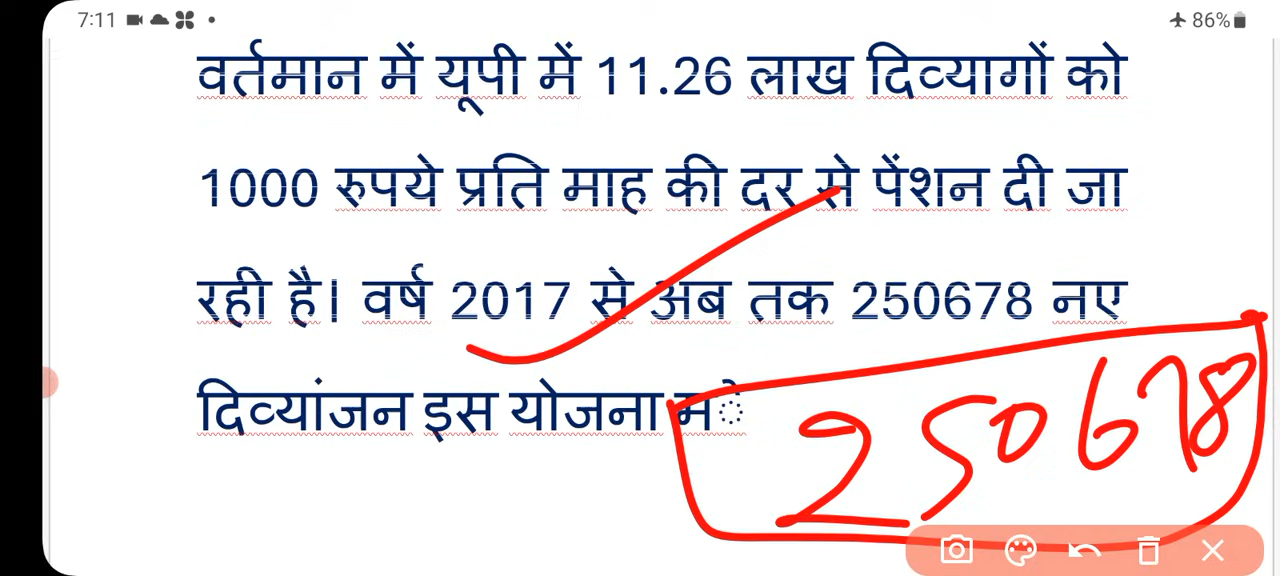 7:11
86%
वर्तमान में यूपी में 11.26 लाख दिव्यागों को
1000 रुपये प्रति माह की दर से पेंशन दी जा
रही है। वर्ष 2017 से अब तक 250678 नए
दिव्यांजन इस योजना म​े
250678